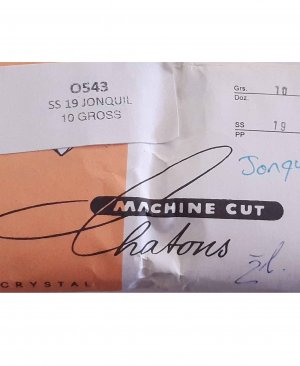 O543
SS 19 JONQUIL
10 GROSS
Grs. 10
Doz.
SS 19
PP
Jonqu
MACHINE CUT
Chatons
CRYSTAL